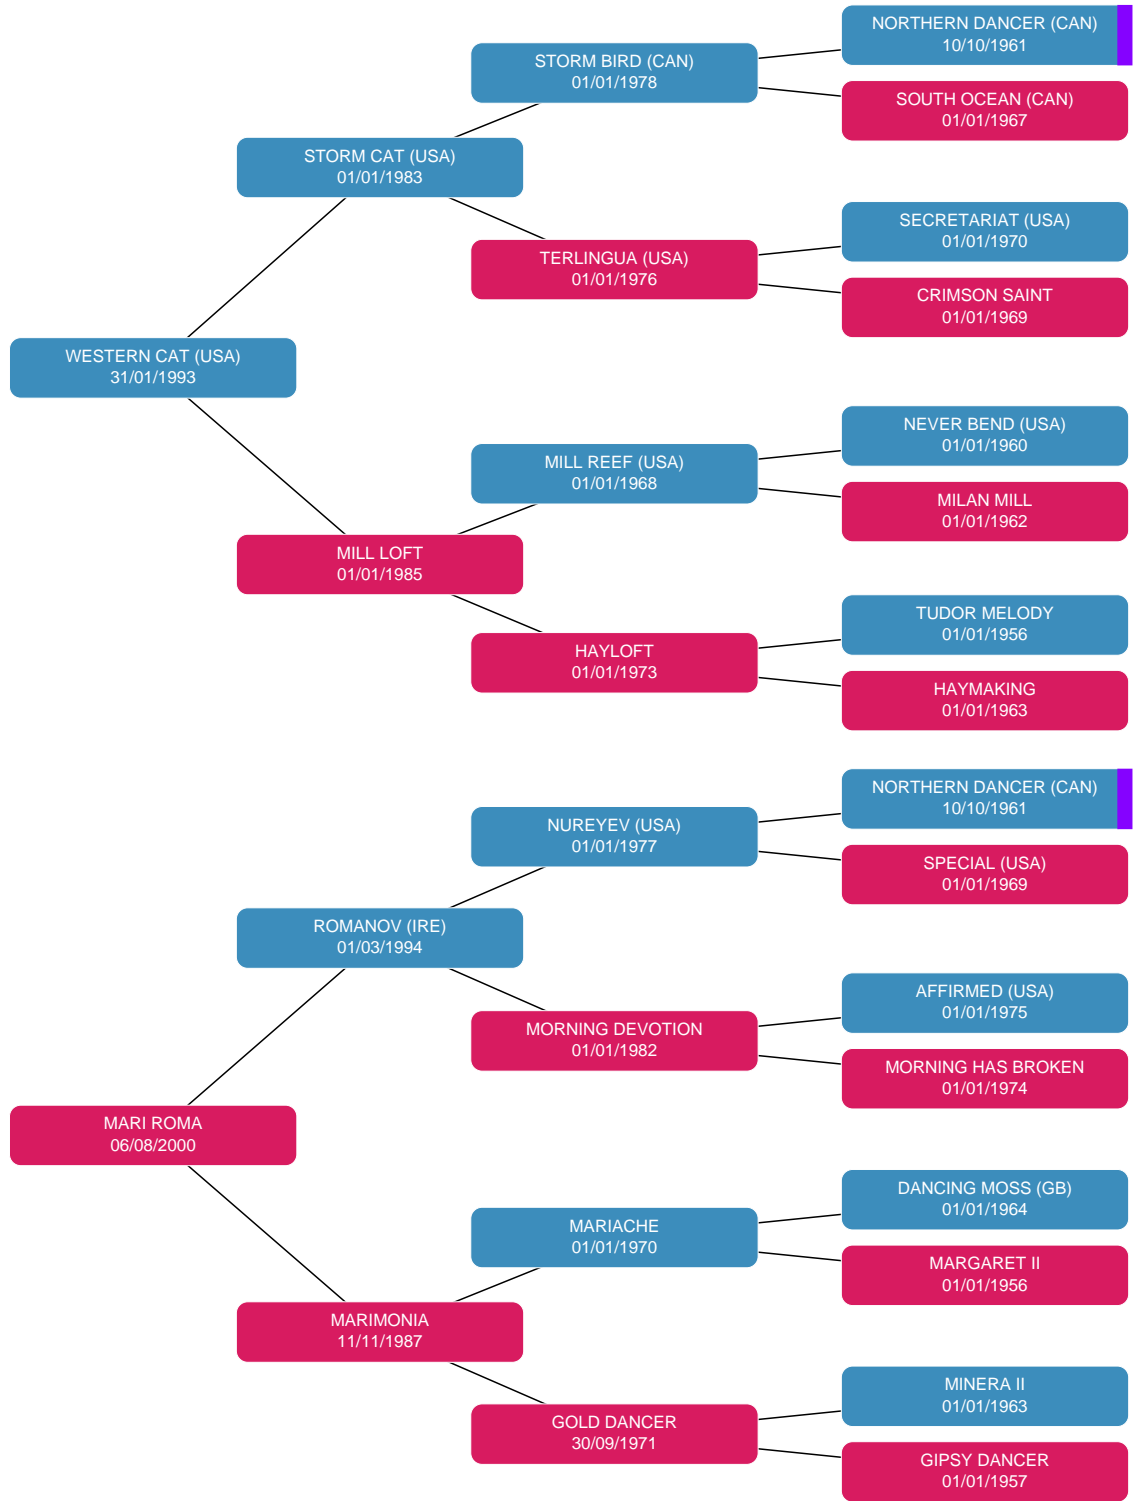 NORTHERN DANCER (CAN)
10/10/1961
STORM BIRD (CAN)
01/01/1978
SOUTH OCEAN (CAN)
01/01/1967
STORM CAT (USA)
01/01/1983
SECRETARIAT (USA)
01/01/1970
TERLINGUA (USA)
01/01/1976
CRIMSON SAINT
01/01/1969
WESTERN CAT (USA)
31/01/1993
NEVER BEND (USA)
01/01/1960
MILL REEF (USA)
01/01/1968
MILAN MILL
01/01/1962
MILL LOFT
01/01/1985
TUDOR MELODY
01/01/1956
HAYLOFT
01/01/1973
HAYMAKING
01/01/1963
NORTHERN DANCER (CAN)
10/10/1961
NUREYEV (USA)
01/01/1977
SPECIAL (USA)
01/01/1969
ROMANOV (IRE)
01/03/1994
AFFIRMED (USA)
01/01/1975
MORNING DEVOTION
01/01/1982
MORNING HAS BROKEN
01/01/1974
MARI ROMA
06/08/2000
DANCING MOSS (GB)
01/01/1964
MARIACHE
01/01/1970
MARGARET II
01/01/1956
MARIMONIA
11/11/1987
MINERA II
01/01/1963
GOLD DANCER
30/09/1971
GIPSY DANCER
01/01/1957